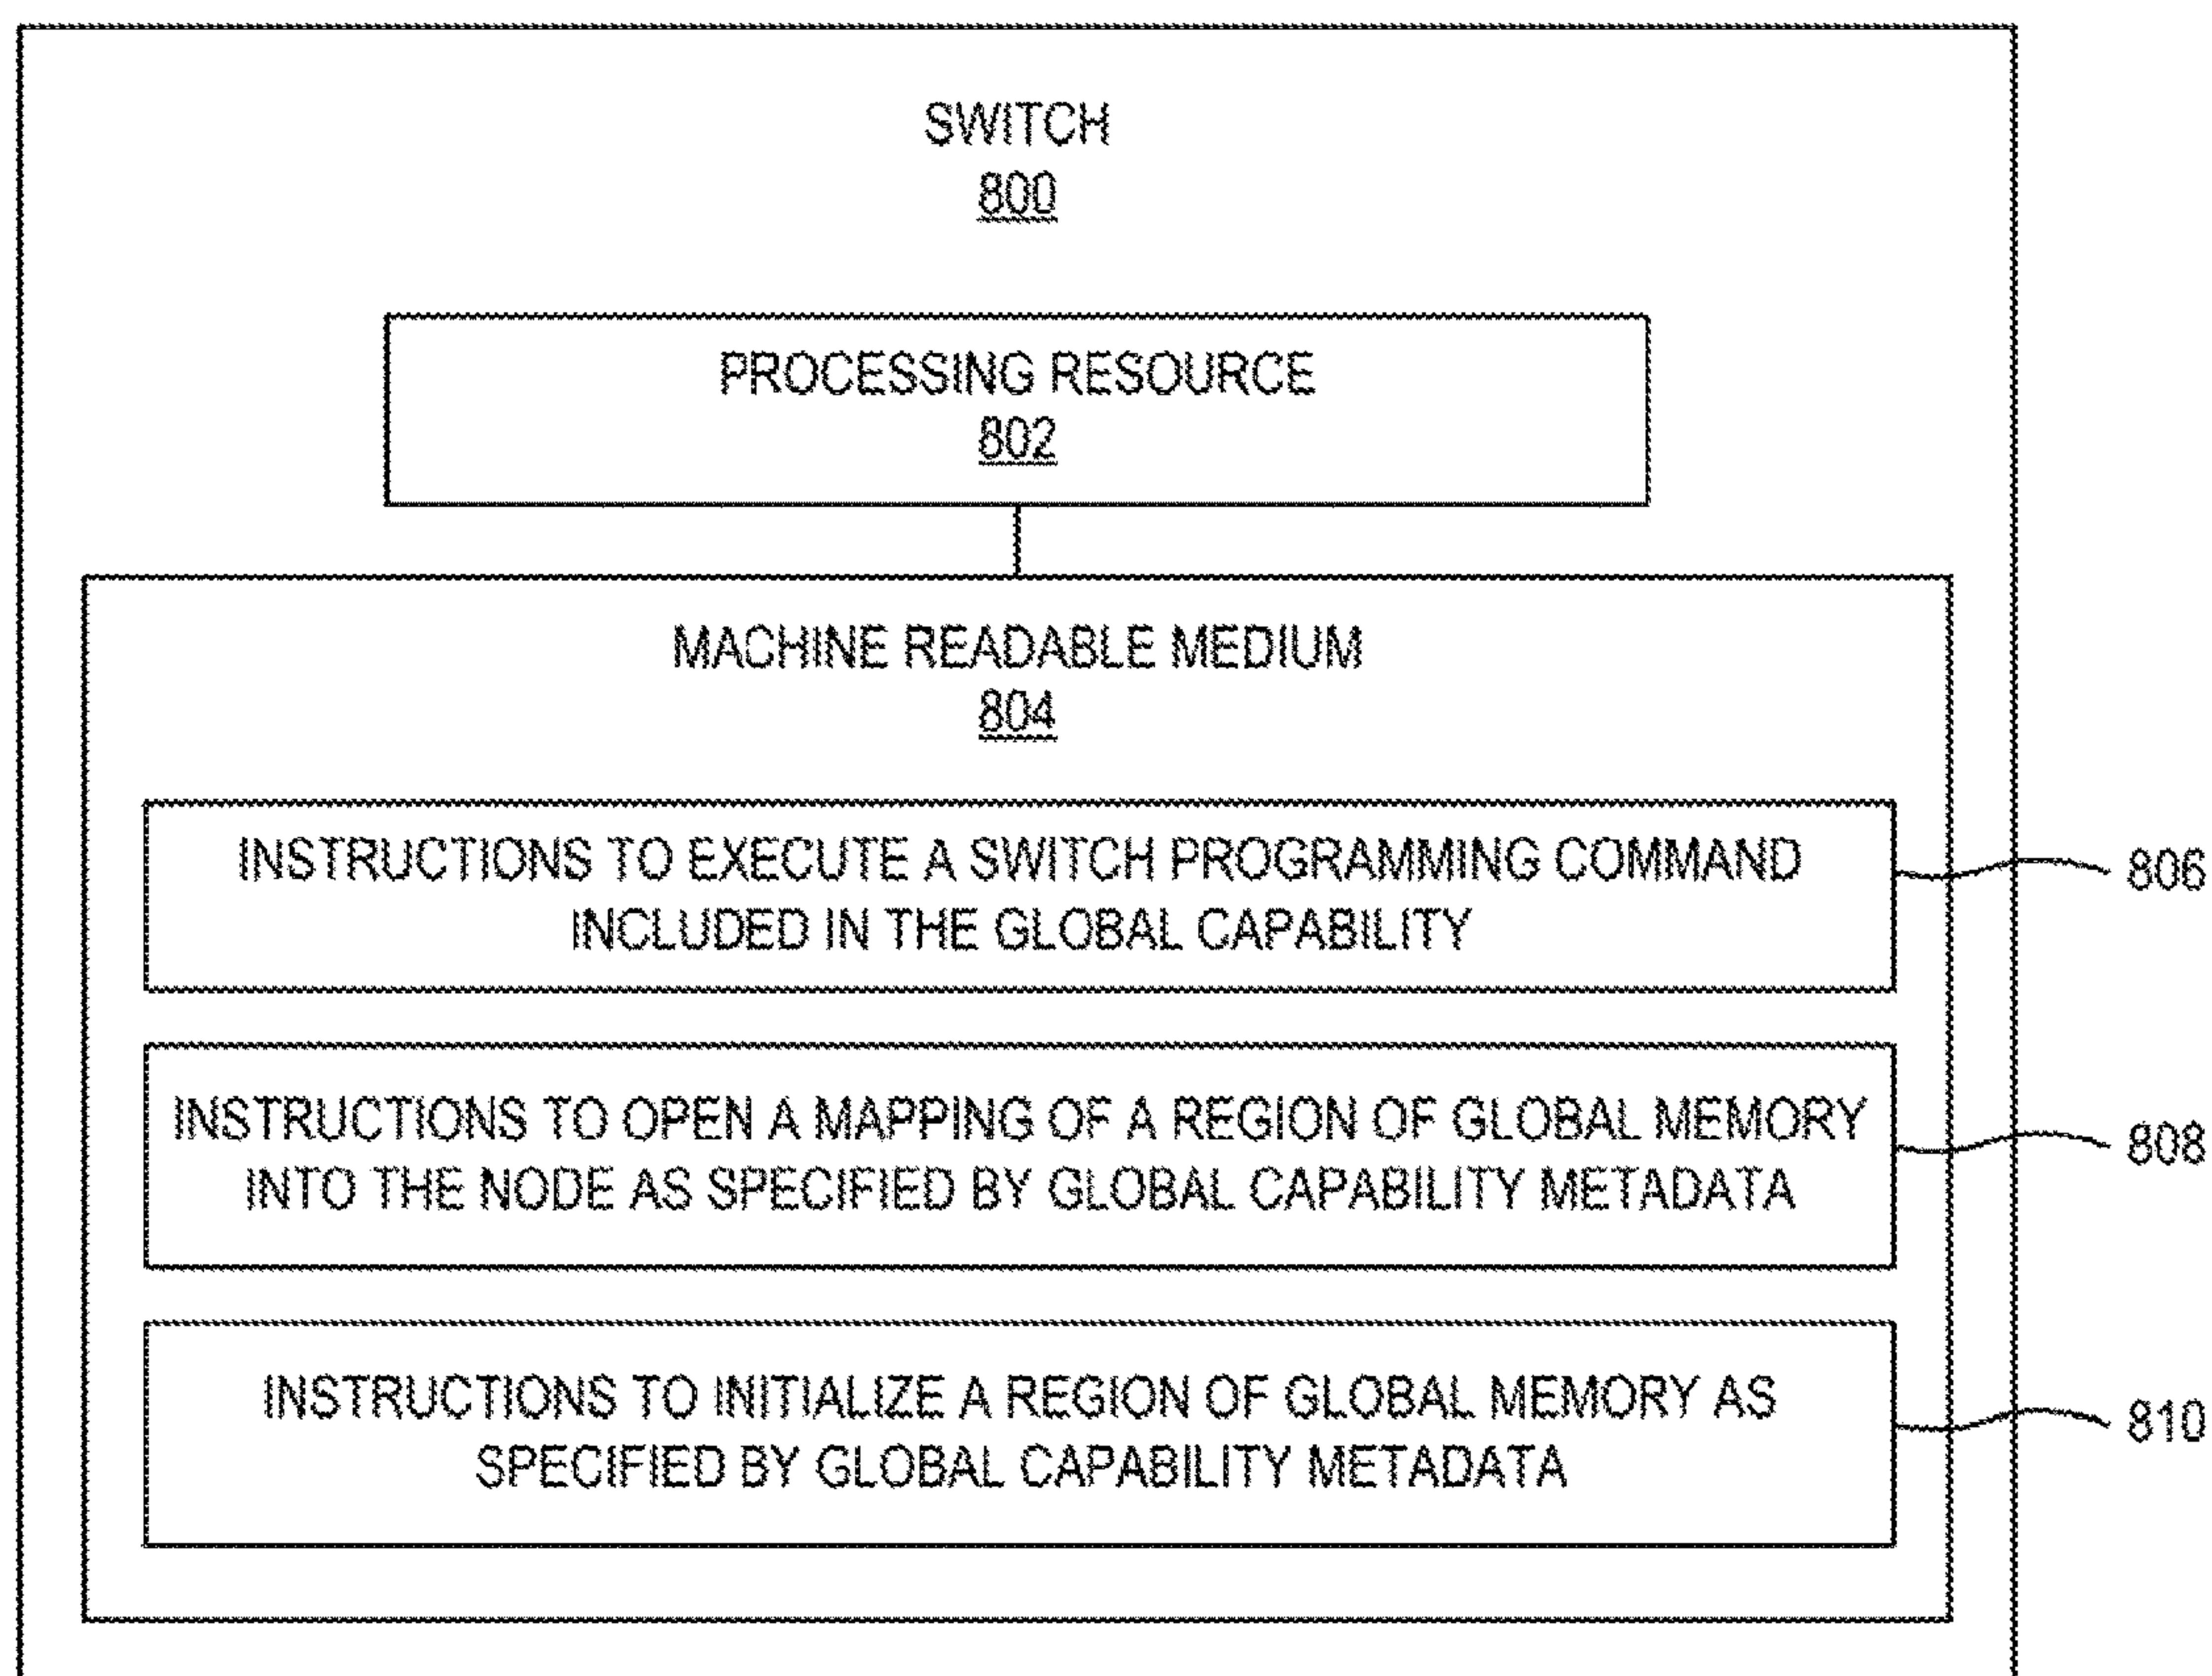 SWITCH
800
PROCESSING RESOURCE
802
MACHINE READABLE MEDIUM
804
INSTRUCTIONS TO EXECUTE A SWITCH PROGRAMMING COMMAND
INCLUDED IN THE GLOBAL CAPABILITY
806
INSTRUCTIONS TO OPEN A MAPPING OF A REGION OF GLOBAL MEMORY
INTO THE NODE AS SPECIFIED BY GLOBAL CAPABILITY METADATA
808
INSTRUCTIONS TO INITIALIZE A REGION OF GLOBAL MEMORY AS
SPECIFIED BY GLOBAL CAPABILITY METADATA
810